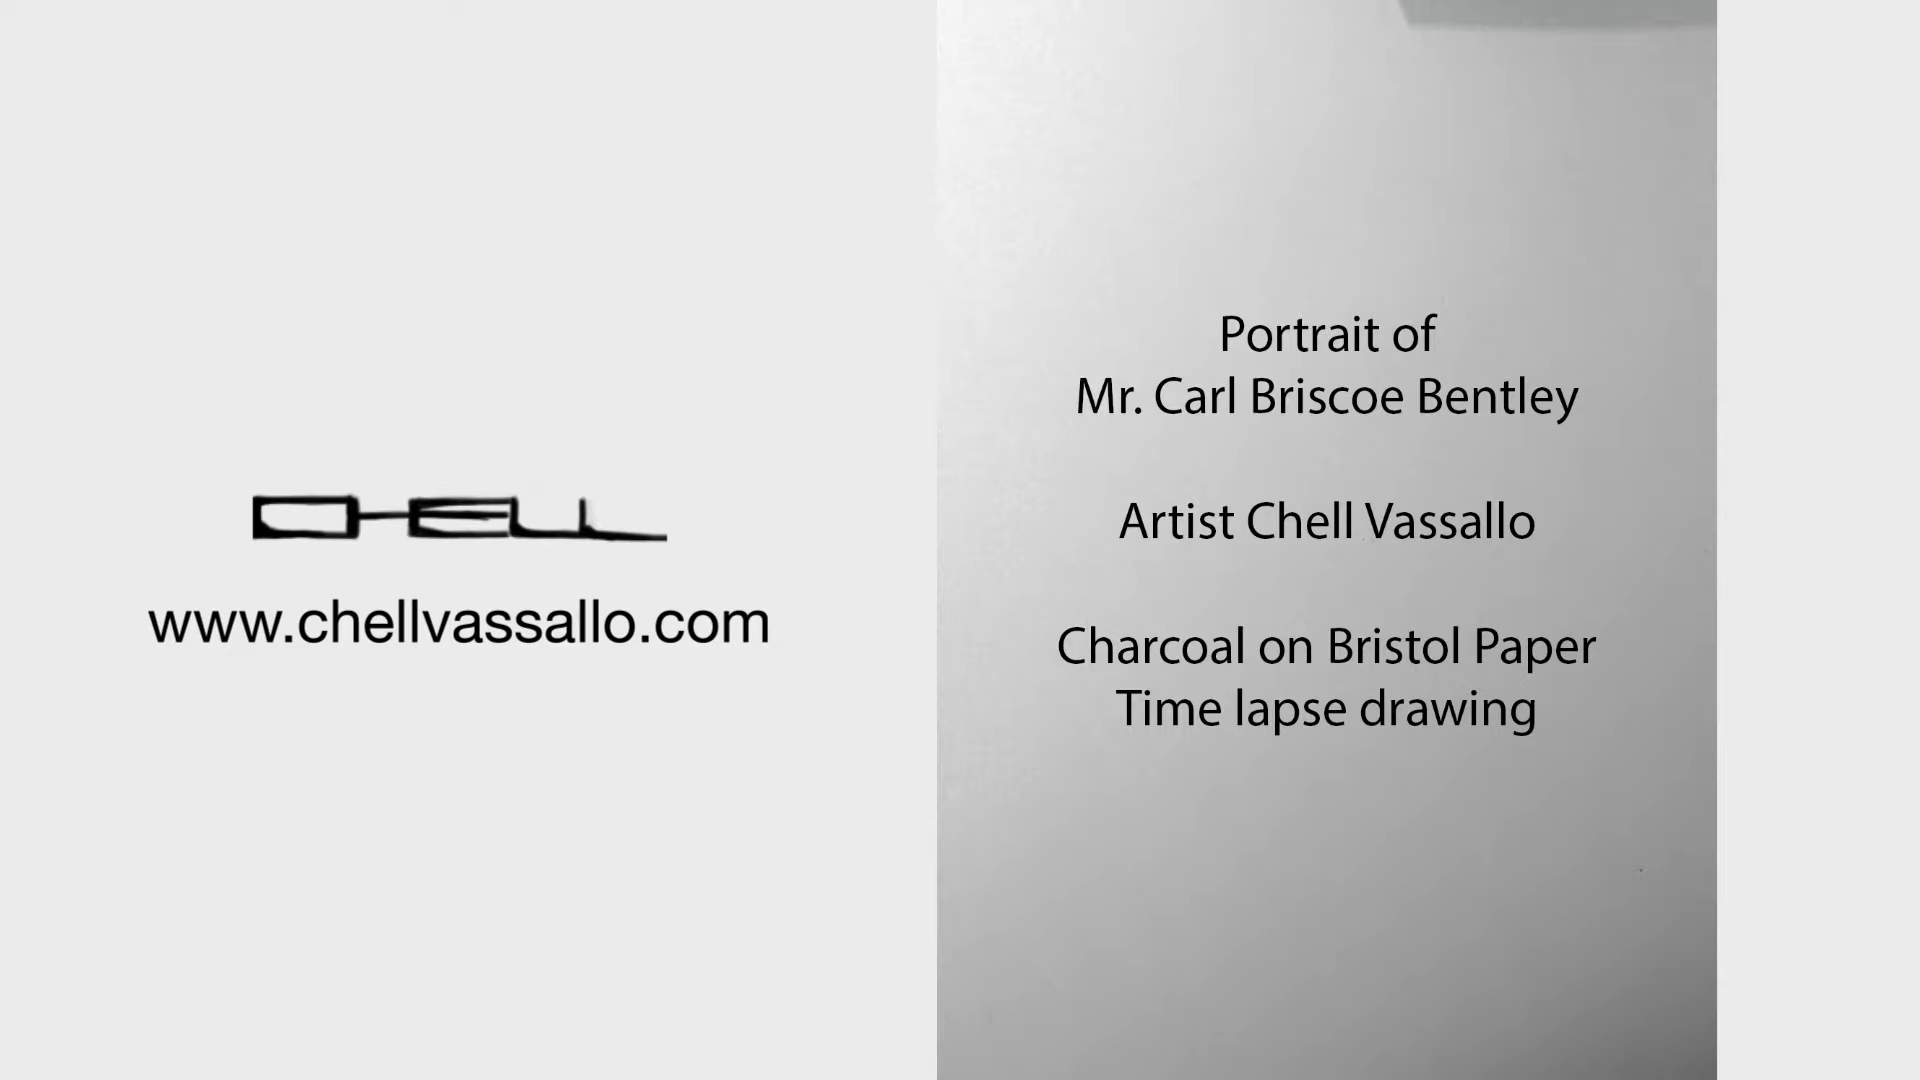 CHELL
www.chellvassallo.com
Portrait of
Mr. Carl Briscoe Bentley
Artist Chell Vassallo
Charcoal on Bristol Paper
Time lapse drawing